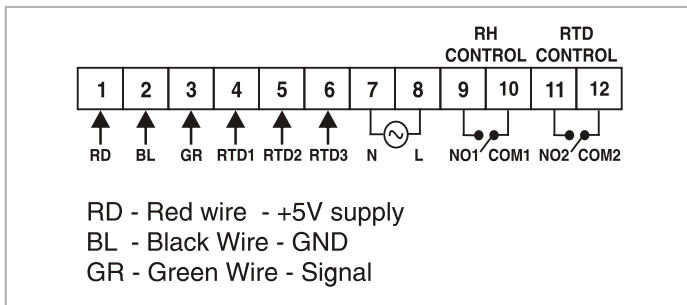 RH RTD
CONTROL CONTROL
1 2 3 4 5 6 7 8 9 10 11 12
RD BL GR RTD1 RTD2 RTD3 N L NO1 COM1 NO2 COM2
RD - Red wire - +5V supply
BL - Black Wire - GND
GR - Green Wire - Signal